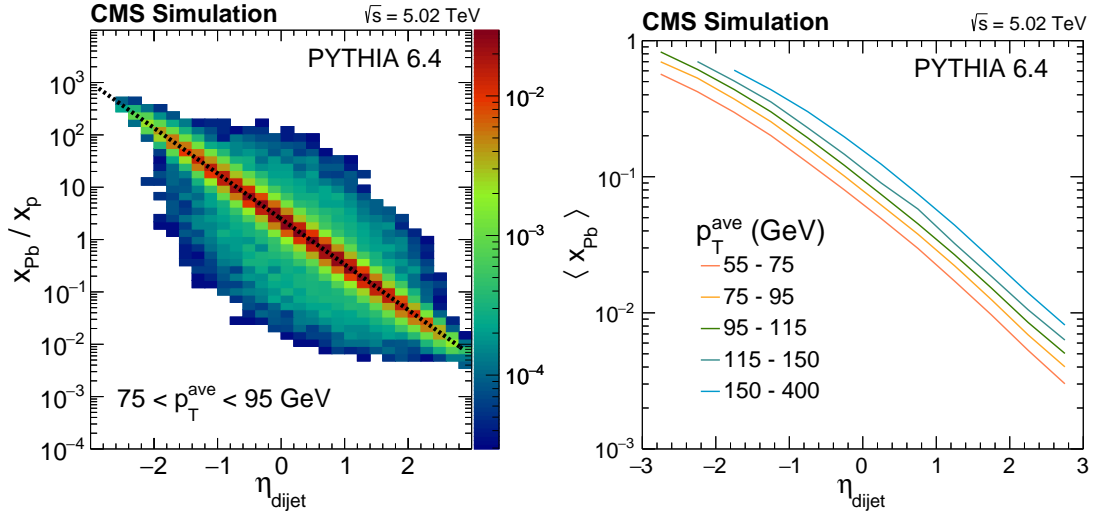 CMS Simulation √s = 5.02 TeV
PYTHIA 6.4
x_Pb / x_p
10³
10²
10
1
10⁻¹
10⁻²
10⁻³
10⁻⁴
75 < p_T^ave < 95 GeV
−2 −1 0 1 2
η_dijet
10⁻²
10⁻³
10⁻⁴
CMS Simulation √s = 5.02 TeV
PYTHIA 6.4
⟨ x_Pb ⟩
1
10⁻¹
10⁻²
10⁻³
p_T^ave (GeV)
55 - 75
75 - 95
95 - 115
115 - 150
150 - 400
−3 −2 −1 0 1 2 3
η_dijet